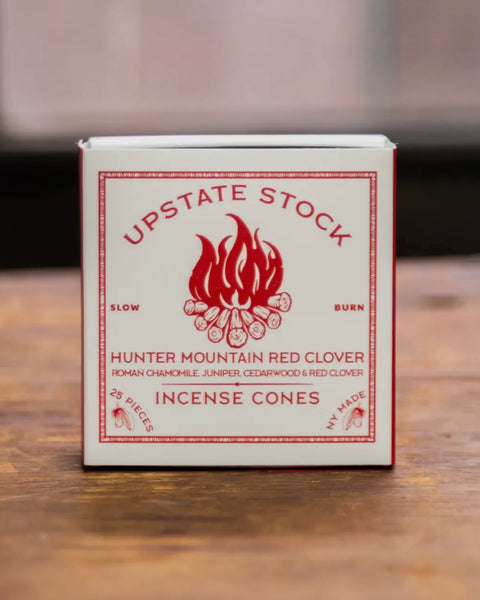 UPSTATE STOCK
SLOW
BURN
HUNTER MOUNTAIN RED CLOVER
ROMAN CHAMOMILE, JUNIPER, CEDARWOOD & RED CLOVER
INCENSE CONES
25 PIECES
NY MADE